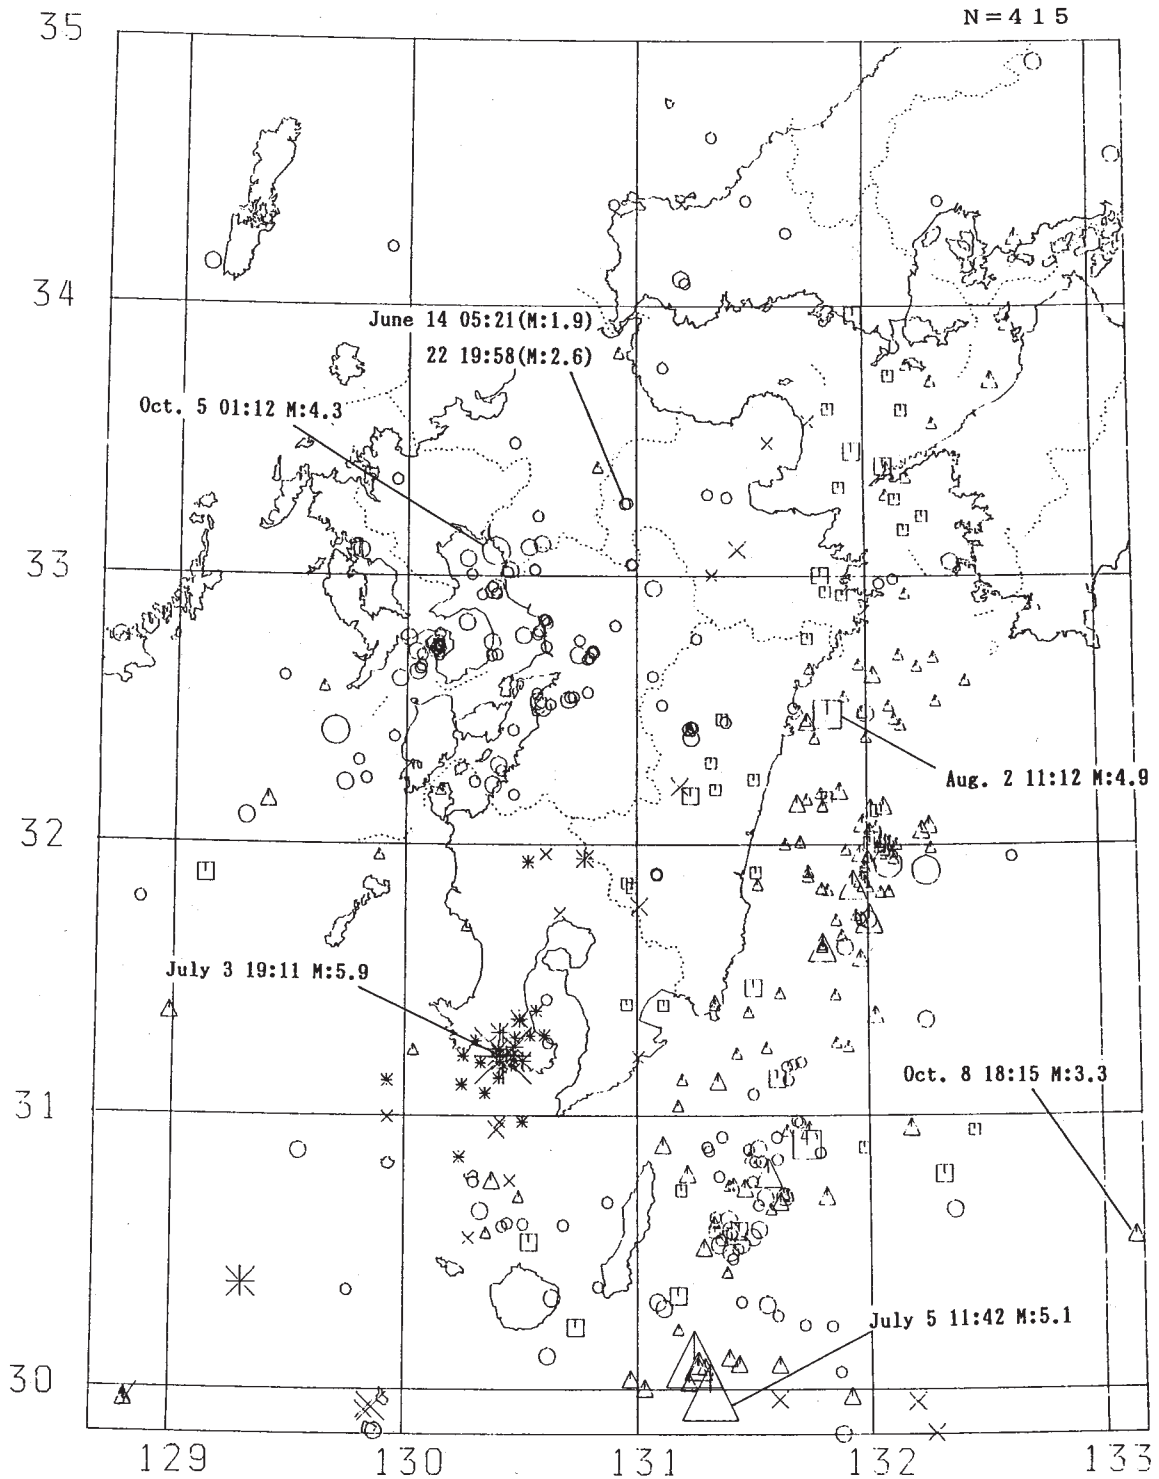 N=415
35
34
June 14 05:21(M:1.9)
22 19:58(M:2.6)
Oct. 5 01:12 M:4.3
33
Aug. 2 11:12 M:4.9
32
July 3 19:11 M:5.9
Oct. 8 18:15 M:3.3
31
July 5 11:42 M:5.1
30
129 130 131 132 133